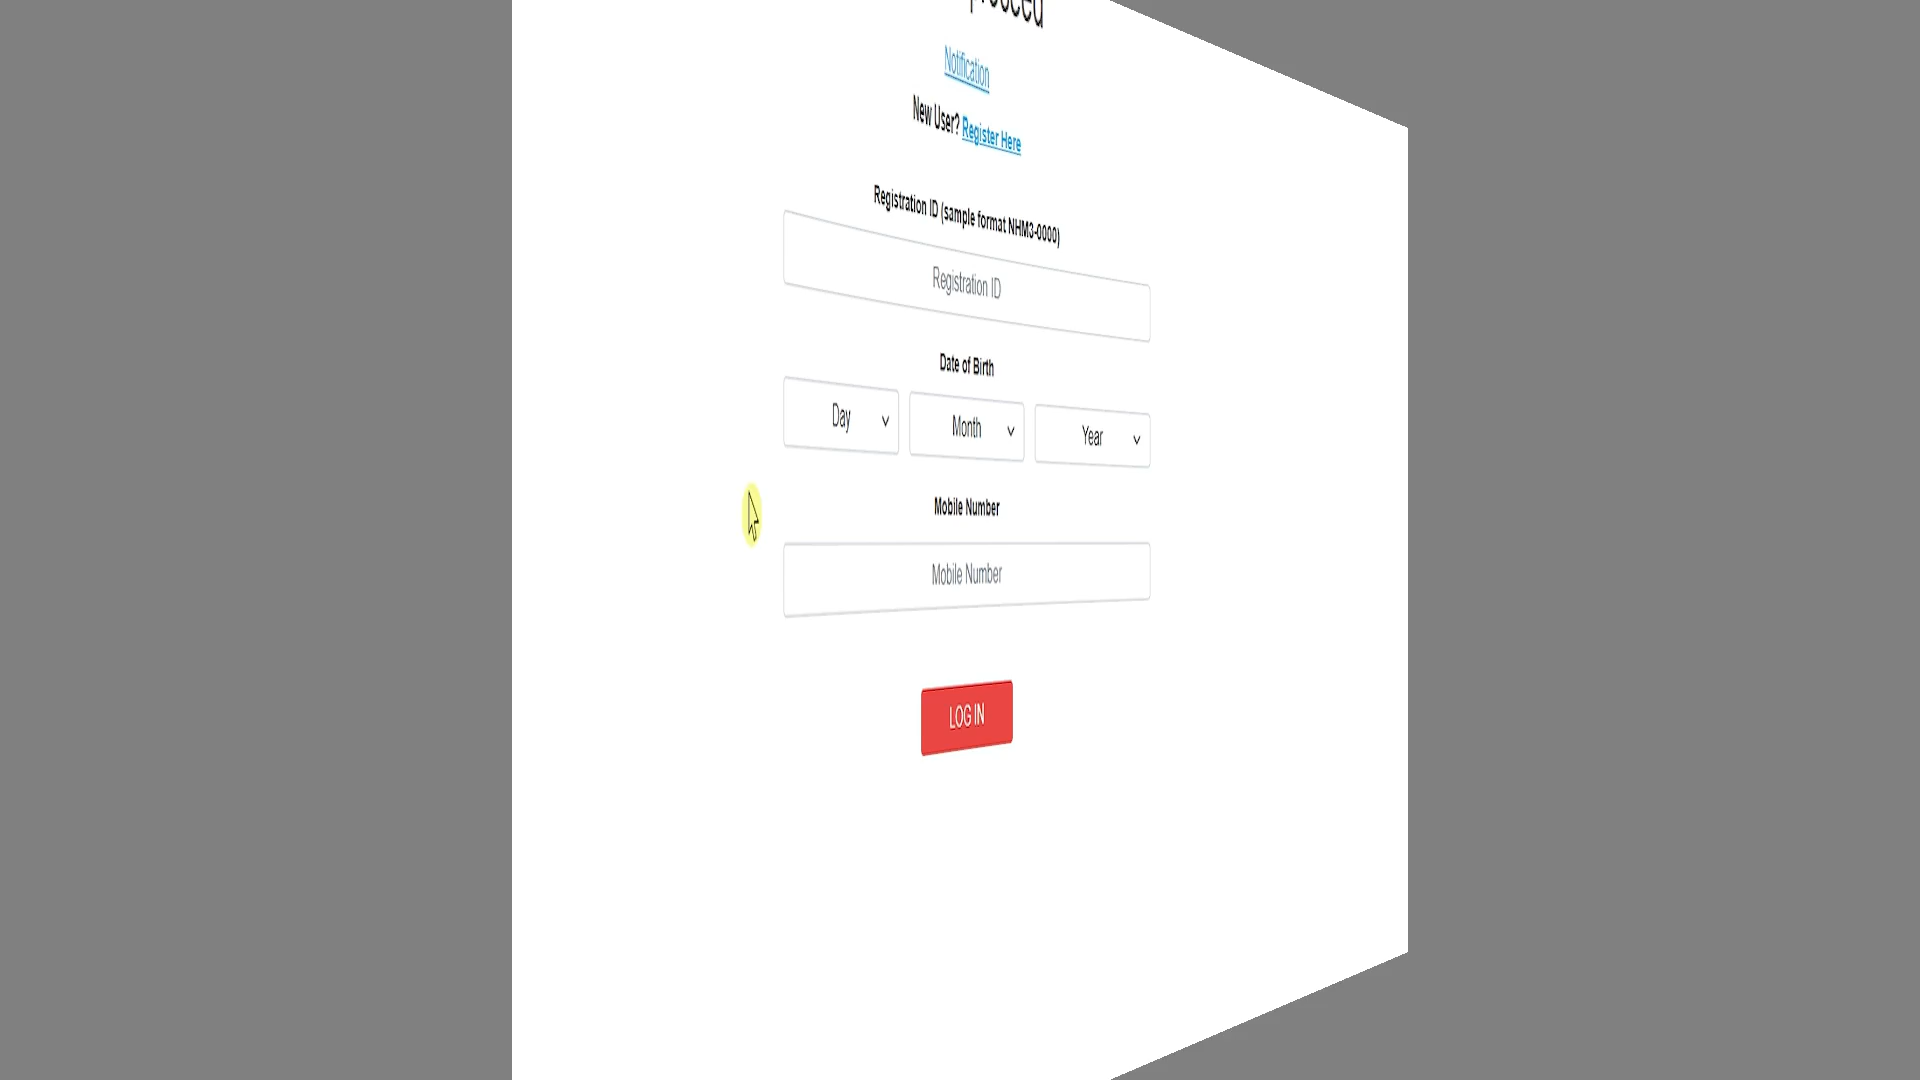 Notification
New User? Register Here
Registration ID (sample format NHM3-0000)
Registration ID
Date of Birth
Day Month Year
Mobile Number
Mobile Number
LOG IN